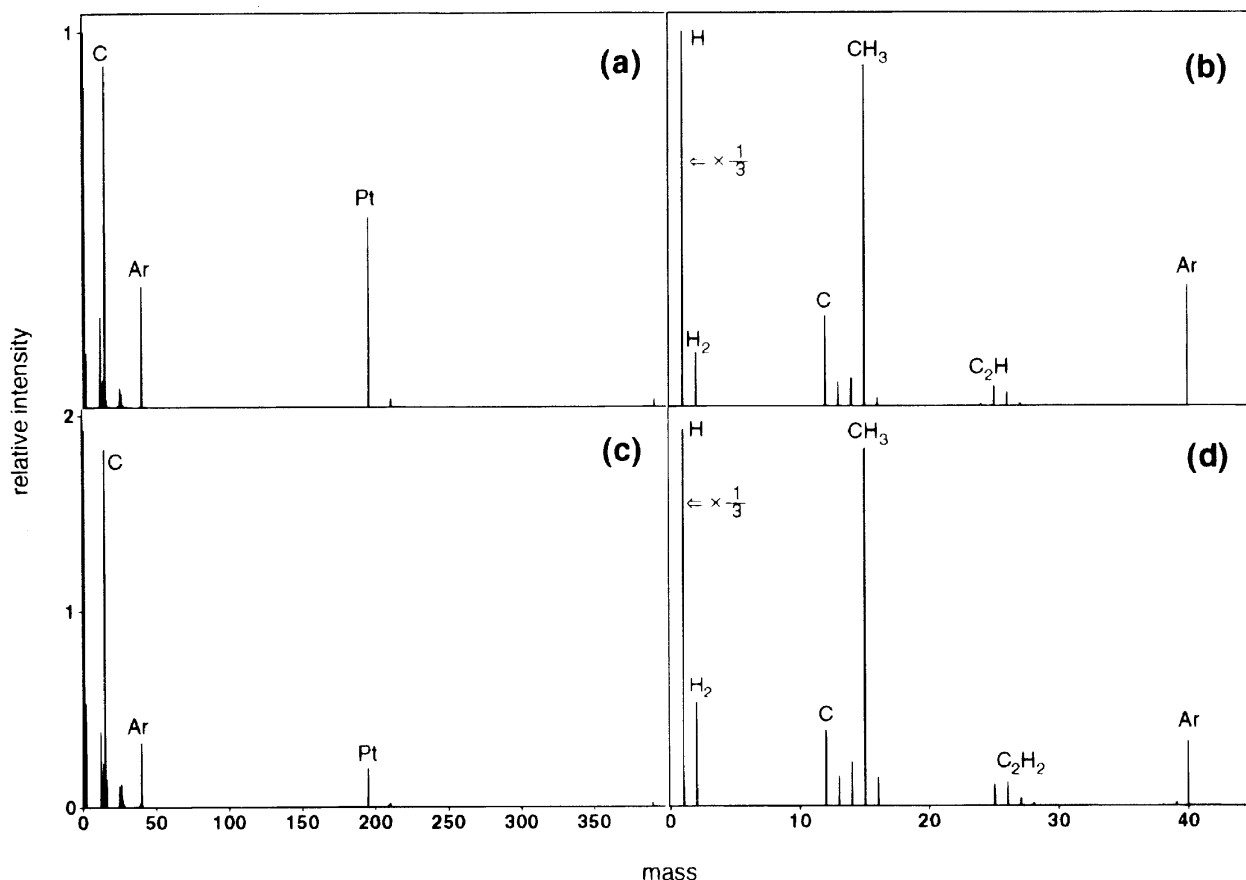 relative intensity
1
C
Ar
Pt
(a)
H
⇐ × 1/3
H₂
C
CH₃
C₂H
Ar
(b)
2
1
0
C
Ar
Pt
(c)
0 50 100 150 200 250 300 350
H
⇐ × 1/3
H₂
C
CH₃
C₂H₂
Ar
(d)
0 10 20 30 40
mass